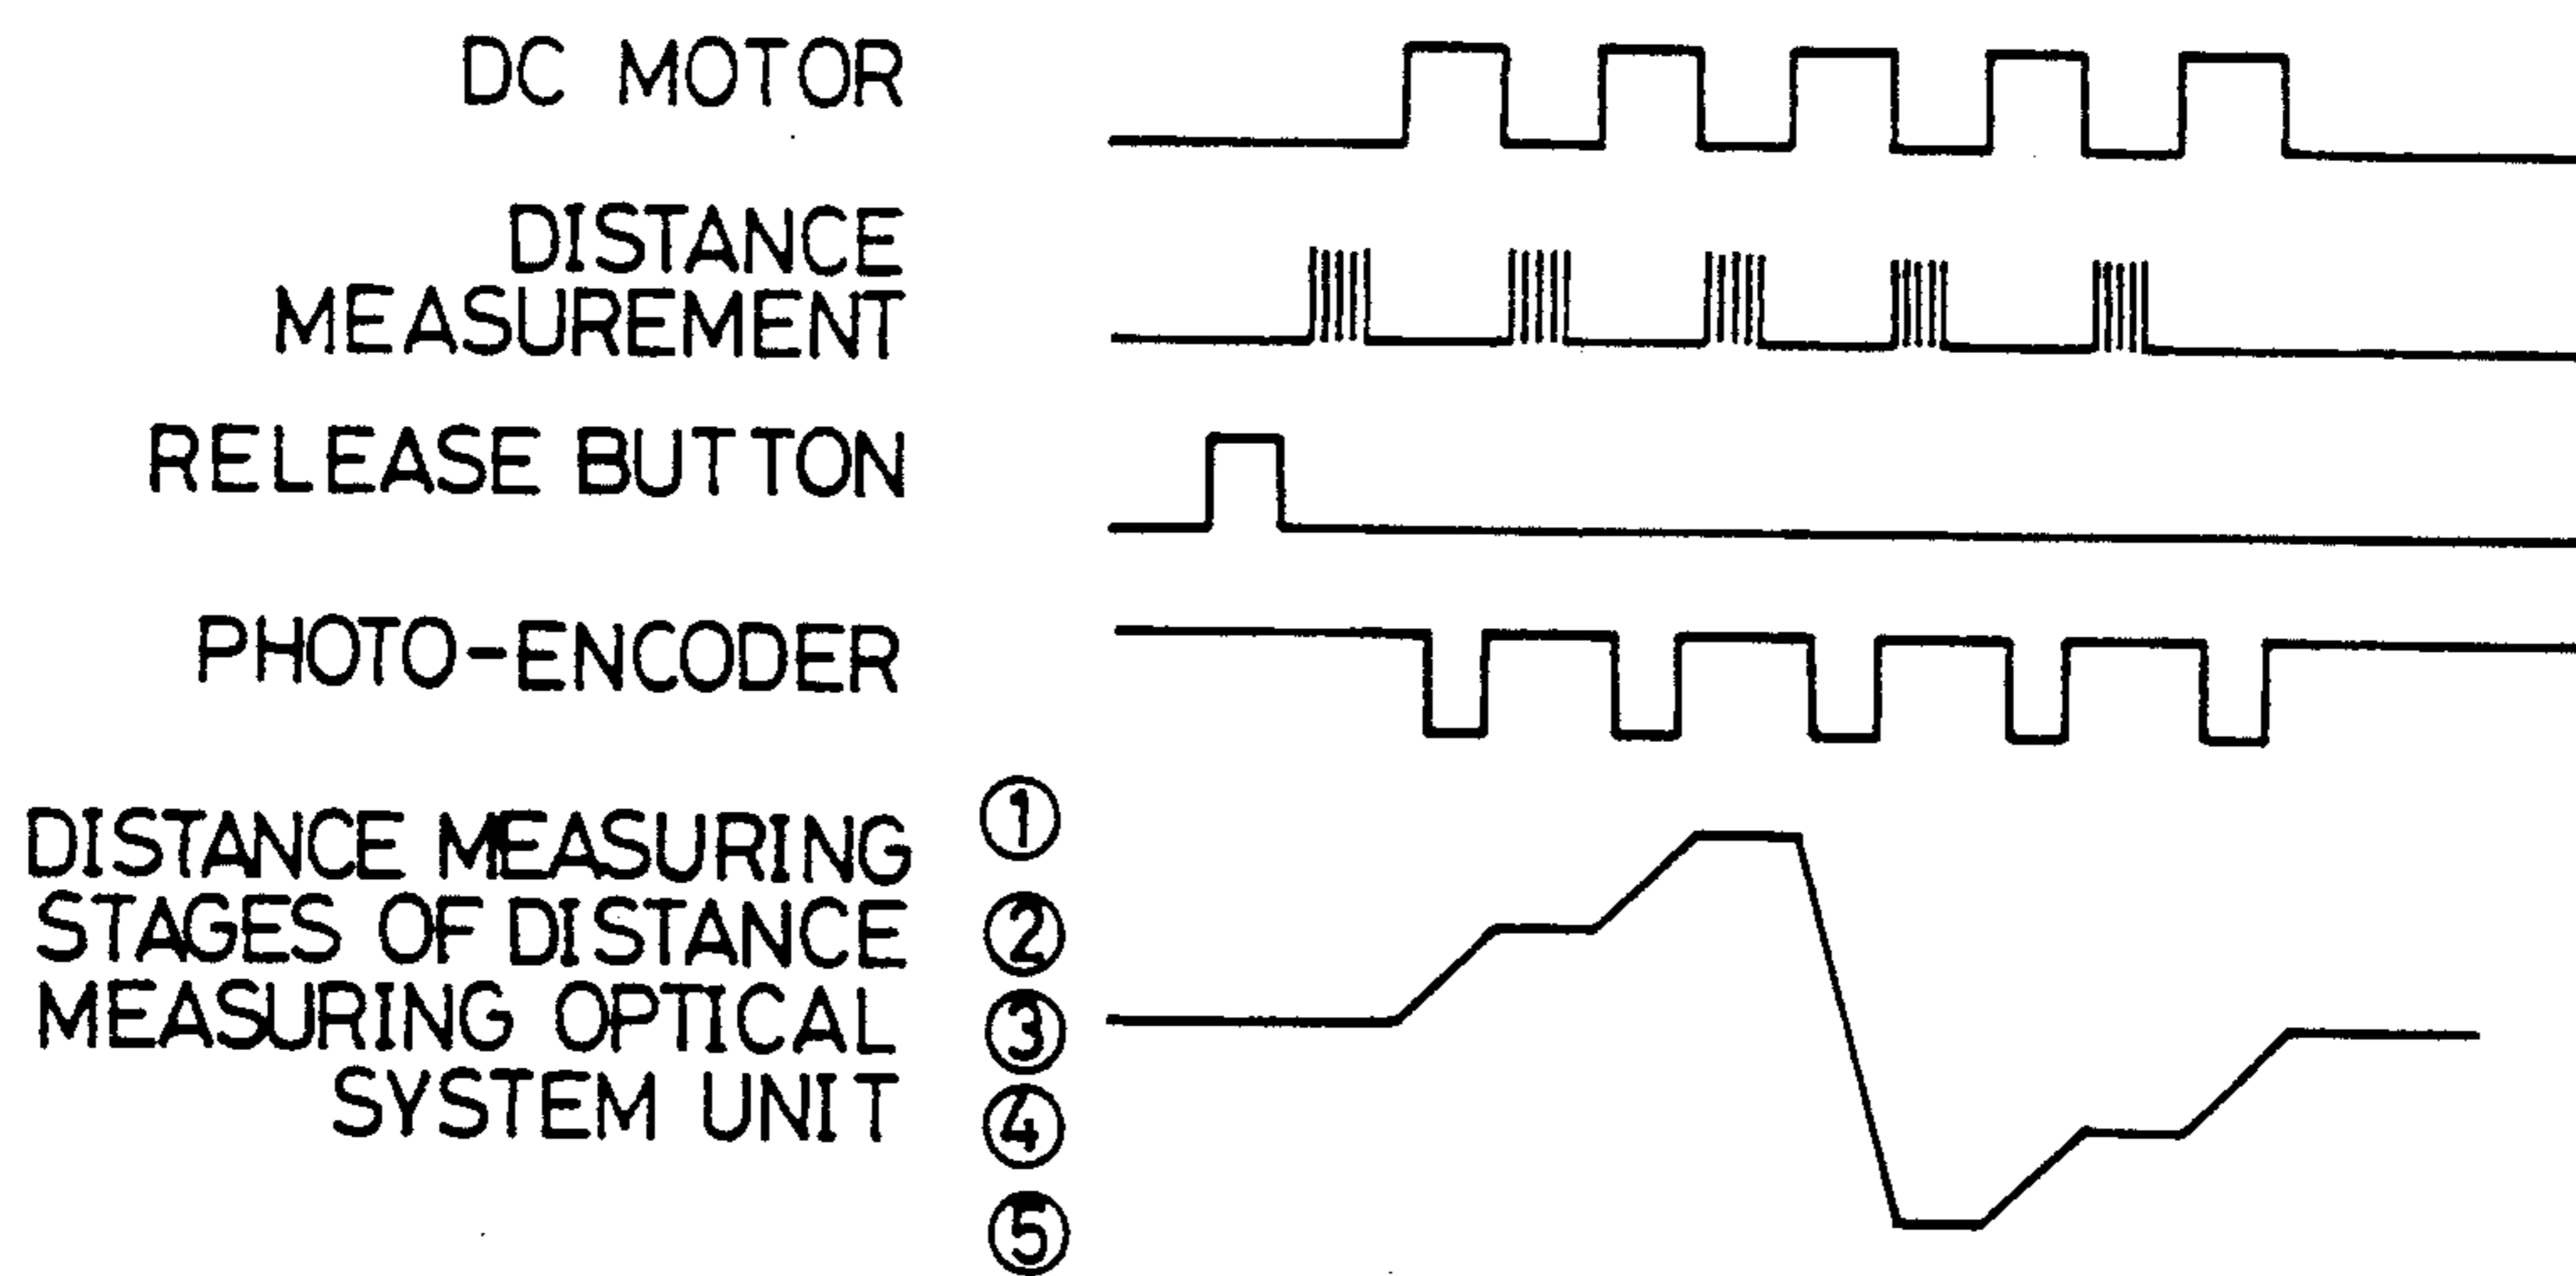 DC MOTOR
DISTANCE
MEASUREMENT
RELEASE BUTTON
PHOTO-ENCODER
DISTANCE MEASURING
STAGES OF DISTANCE
MEASURING OPTICAL
SYSTEM UNIT
①
②
③
④
⑤